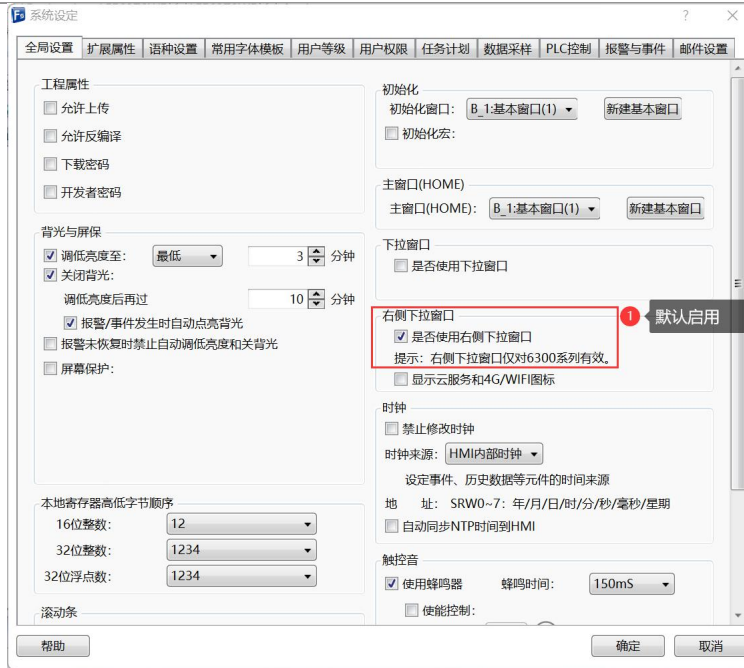 系统设定
全局设置 扩展属性 语种设置 常用字体模板 用户等级 用户权限 任务计划 数据采样 PLC控制 报警与事件 邮件设置
工程属性
允许上传
允许反编译
下载密码
开发者密码
背光与屏保
调低亮度至: 最低 3 分钟
关闭背光:
调低亮度后再过 10 分钟
报警/事件发生时自动点亮背光
报警未恢复时禁止自动调低亮度和关背光
屏幕保护:
本地寄存器高低字节顺序
16位整数: 12
32位整数: 1234
32位浮点数: 1234
滚动条
初始化
初始化窗口: B_1:基本窗口(1) 新建基本窗口
初始化宏:
主窗口(HOME)
主窗口(HOME): B_1:基本窗口(1) 新建基本窗口
下拉窗口
是否使用下拉窗口
右侧下拉窗口
1 默认启用
是否使用右侧下拉窗口
提示: 右侧下拉窗口仅对6300系列有效。
显示云服务和4G/WIFI图标
时钟
禁止修改时钟
时钟来源: HMI内部时钟
设定事件、历史数据等元件的时间来源
地 址: SRW0~7: 年/月/日/时/分/秒/毫秒/星期
自动同步NTP时间到HMI
触控音
使用蜂鸣器 蜂鸣时间: 150mS
使能控制:
帮助 确定 取消